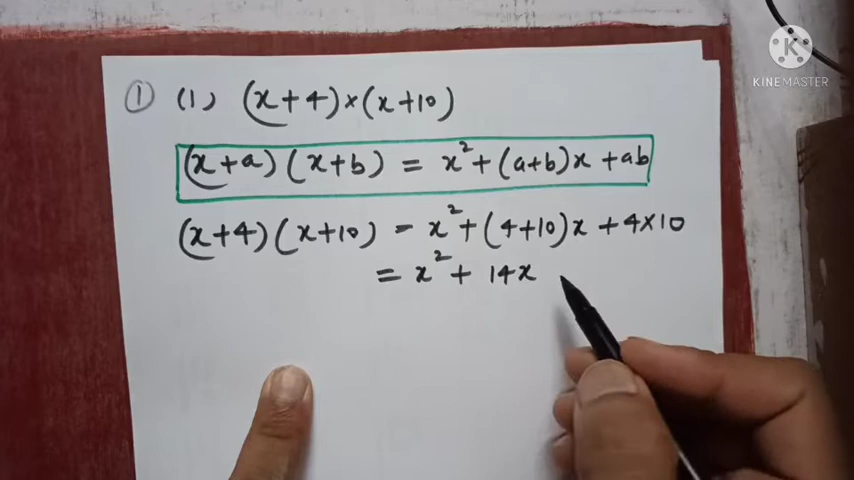 ① (1) (x+4)×(x+10)
(x+a)(x+b) = x²+(a+b)x+ab
(x+4)(x+10) = x²+(4+10)x+4×10
= x²+14x
K
KINEMASTER